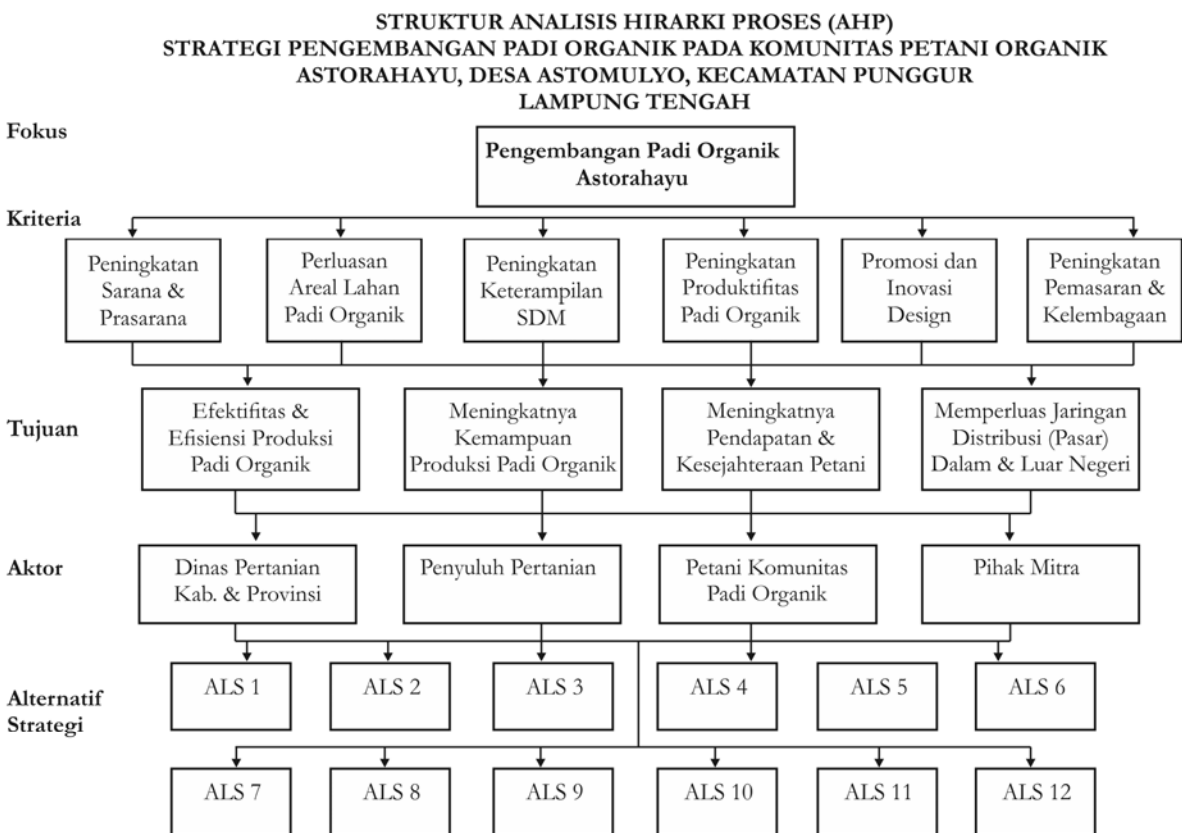 STRUKTUR ANALISIS HIRARKI PROSES (AHP)
STRATEGI PENGEMBANGAN PADI ORGANIK PADA KOMUNITAS PETANI ORGANIK
ASTORAHAYU, DESA ASTOMULYO, KECAMATAN PUNGGUR
LAMPUNG TENGAH
Fokus
Pengembangan Padi Organik
Astorahayu
Kriteria
Peningkatan
Sarana &
Prasarana
Perluasan
Areal Lahan
Padi Organik
Peningkatan
Keterampilan
SDM
Peningkatan
Produktifitas
Padi Organik
Promosi dan
Inovasi
Design
Peningkatan
Pemasaran &
Kelembagaan
Tujuan
Efektifitas &
Efisiensi Produksi
Padi Organik
Meningkatnya
Kemampuan
Produksi Padi Organik
Meningkatnya
Pendapatan &
Kesejahteraan Petani
Memperluas Jaringan
Distribusi (Pasar)
Dalam & Luar Negeri
Aktor
Dinas Pertanian
Kab. & Provinsi
Penyuluh Pertanian
Petani Komunitas
Padi Organik
Pihak Mitra
Alternatif
Strategi
ALS 1
ALS 2
ALS 3
ALS 4
ALS 5
ALS 6
ALS 7
ALS 8
ALS 9
ALS 10
ALS 11
ALS 12